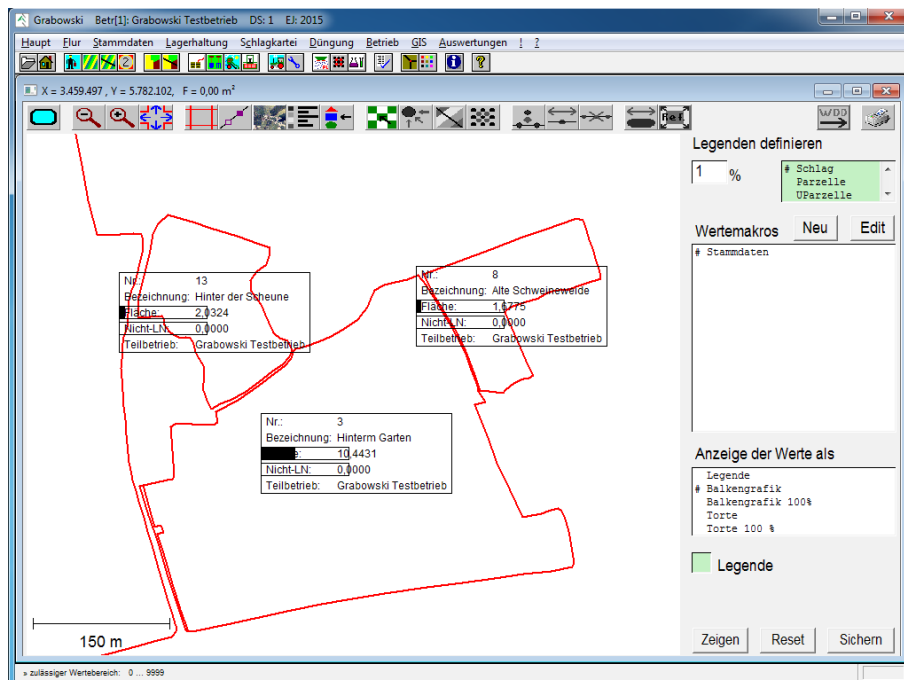 Grabowski Betr[1]: Grabowski Testbetrieb DS: 1 EJ: 2015
Haupt Flur Stammdaten Lagerhaltung Schlagkartei Düngung Betrieb GIS Auswertungen ! ?
X = 3.459.497 , Y = 5.782.102, F = 0,00 m²
Ref.
WDD
Legenden definieren
1 %
# Schlag
Parzelle
UParzelle
Wertemakros Neu Edit
# Stammdaten
Nr.: 13
Bezeichnung: Hinter der Scheune
Fläche: 2,0324
Nicht-LN: 0,0000
Teilbetrieb: Grabowski Testbetrieb
Nr.: 8
Bezeichnung: Alte Schweineweide
Fläche: 1,6775
Nicht-LN: 0,0000
Teilbetrieb: Grabowski Testbetrieb
Nr.: 3
Bezeichnung: Hinterm Garten
e: 10,4431
Nicht-LN: 0,0000
Teilbetrieb: Grabowski Testbetrieb
Anzeige der Werte als
Legende
# Balkengrafik
Balkengrafik 100%
Torte
Torte 100 %
Legende
150 m
Zeigen Reset Sichern
» zulässiger Wertebereich: 0 ... 9999